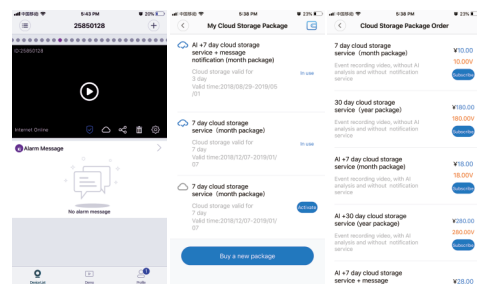 中国移动
5:43 PM
20%
25850128
ID:25850128
Internet Online
Alarm Message
No alarm message
Demo
Profile
中国移动
5:38 PM
23%
My Cloud Storage Package
AI +7 day cloud storage
service + message
notification (month package)
Cloud storage valid for
3 day
In use
Valid time:2018/08/29-2019/05
/01
7 day cloud storage
service (month package)
Cloud storage valid for
7 day
In use
Valid time:2018/12/07-2019/01/
07
7 day cloud storage
service (month package)
Cloud storage valid for
7 day
Activate
Valid time:2018/12/07-2019/01/
07
Buy a new package
中国移动
5:38 PM
23%
Cloud Storage Package Order
7 day cloud storage
service (month package)
¥10.00
10.00V
Event recording video, without AI
analysis and without notification
service
Subscribe
30 day cloud storage
service (year package)
¥180.00
180.00V
Event recording video, without AI
analysis and without notification
service
Subscribe
AI +7 day cloud storage
service (month package)
¥18.00
18.00V
Event recording video, with AI
analysis and without notification
service
Subscribe
AI +30 day cloud storage
service (year package)
¥280.00
280.00V
Event recording video, with AI
analysis and without notification
service
Subscribe
AI +7 day cloud storage
service + message
¥28.00